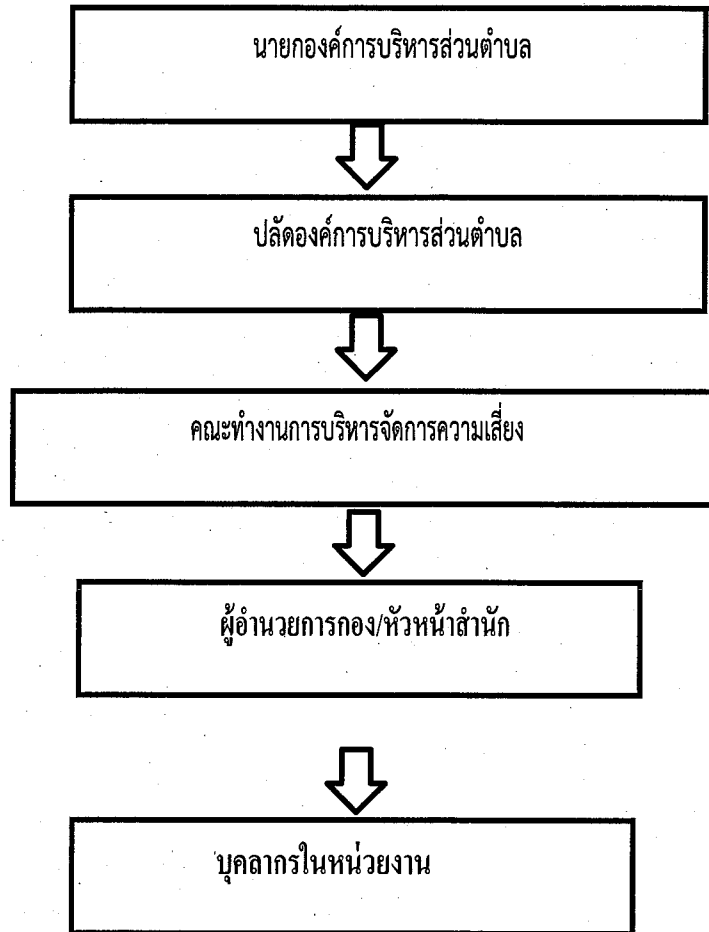 นายกองค์การบริหารส่วนตำบล
ปลัดองค์การบริหารส่วนตำบล
คณะทำงานการบริหารจัดการความเสี่ยง
ผู้อำนวยการกอง/หัวหน้าสำนัก
บุคลากรในหน่วยงาน